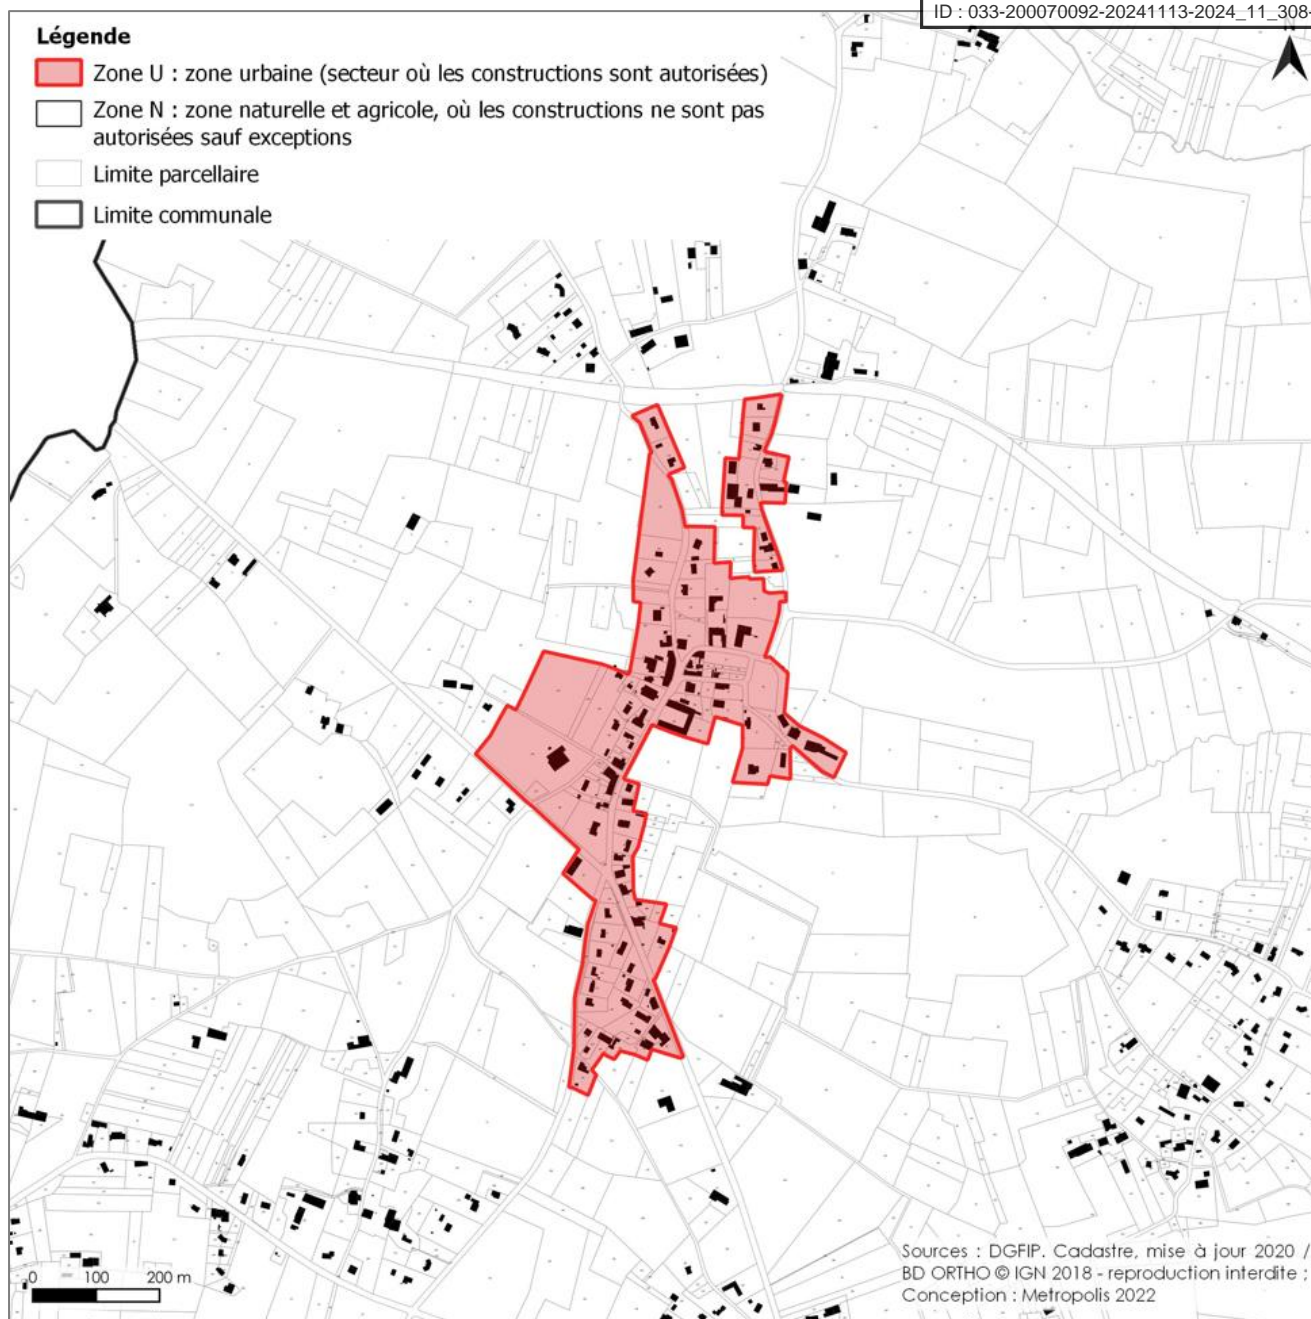 ID : 033-200070092-20241113-2024_11_308-
N
Légende
Zone U : zone urbaine (secteur où les constructions sont autorisées)
Zone N : zone naturelle et agricole, où les constructions ne sont pas
autorisées sauf exceptions
Limite parcellaire
Limite communale
0 100 200 m
Sources : DGFIP. Cadastre, mise à jour 2020 /
BD ORTHO © IGN 2018 - reproduction interdite ;
Conception : Metropolis 2022